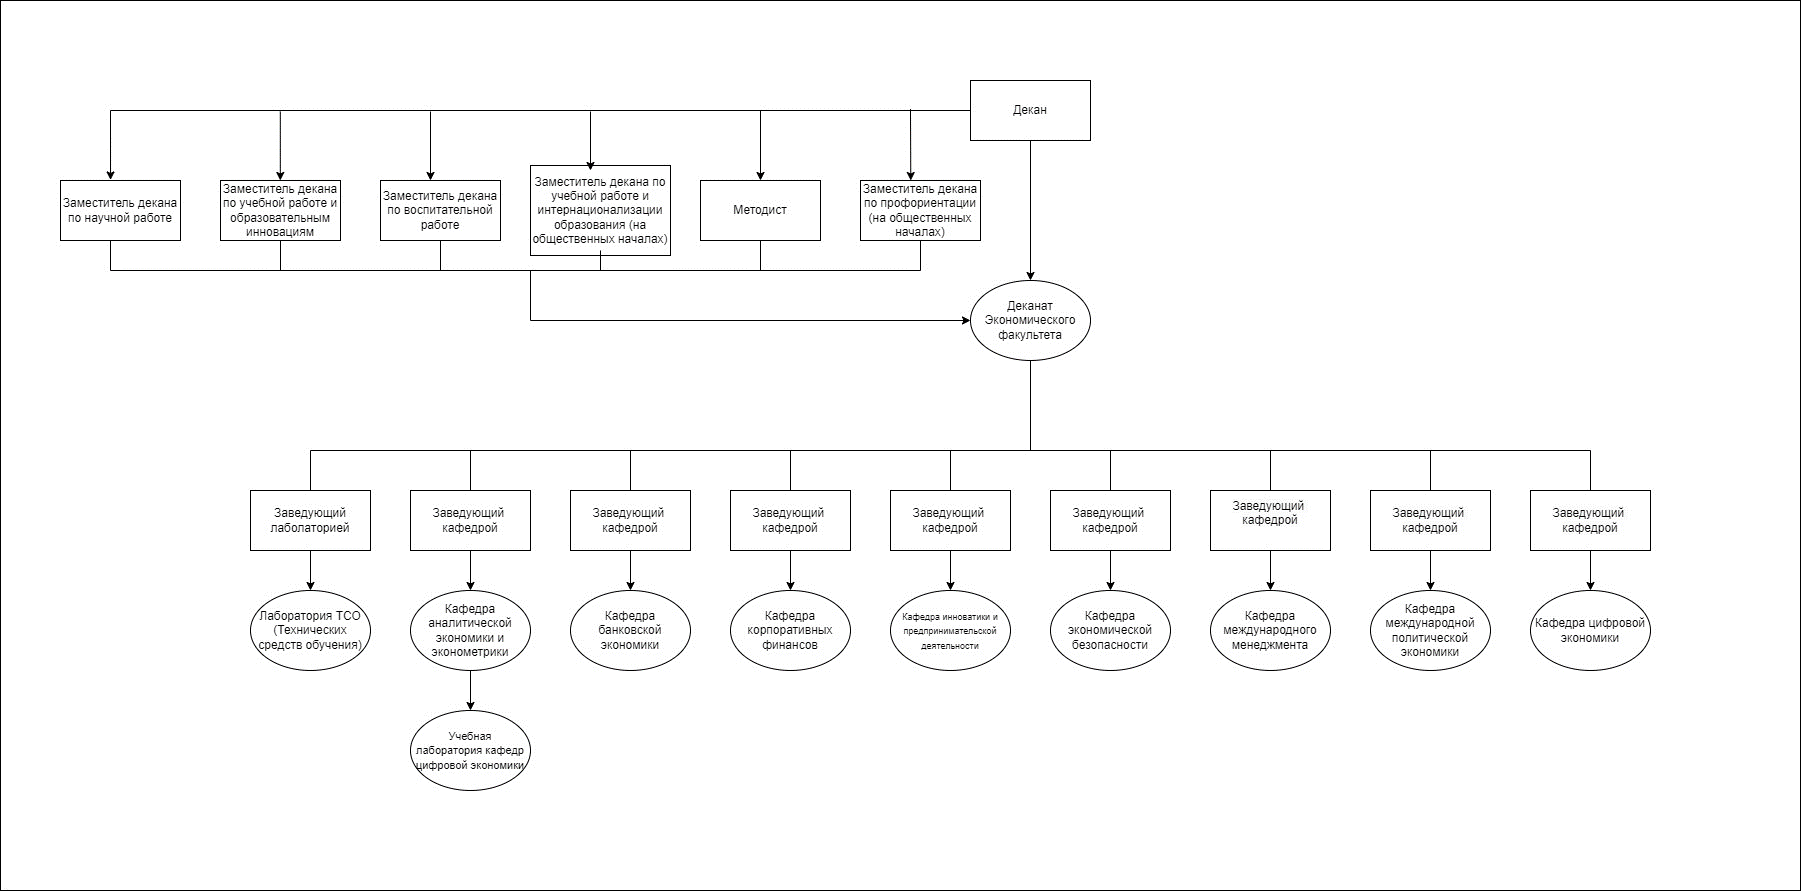 Декан
Заместитель декана
по научной работе
Заместитель декана
по учебной работе и
образовательным
инновациям
Заместитель декана
по воспитательной
работе
Заместитель декана по
учебной работе и
интернационализации
образования (на
общественных началах)
Методист
Заместитель декана
по профориентации
(на общественных
началах)
Деканат
Экономического
факультета
Заведующий
лаболаторией
Заведующий
кафедрой
Заведующий
кафедрой
Заведующий
кафедрой
Заведующий
кафедрой
Заведующий
кафедрой
Заведующий
кафедрой
Заведующий
кафедрой
Заведующий
кафедрой
Лаборатория ТСО
(Технических
средств обучения)
Кафедра
аналитической
экономики и
эконометрики
Кафедра
банковской
экономики
Кафедра
корпоративных
финансов
Кафедра инноватики и
предпринимательской
деятельности
Кафедра
экономической
безопасности
Кафедра
международного
менеджмента
Кафедра
международной
политической
экономики
Кафедра цифровой
экономики
Учебная
лаборатория кафедр
цифровой экономики